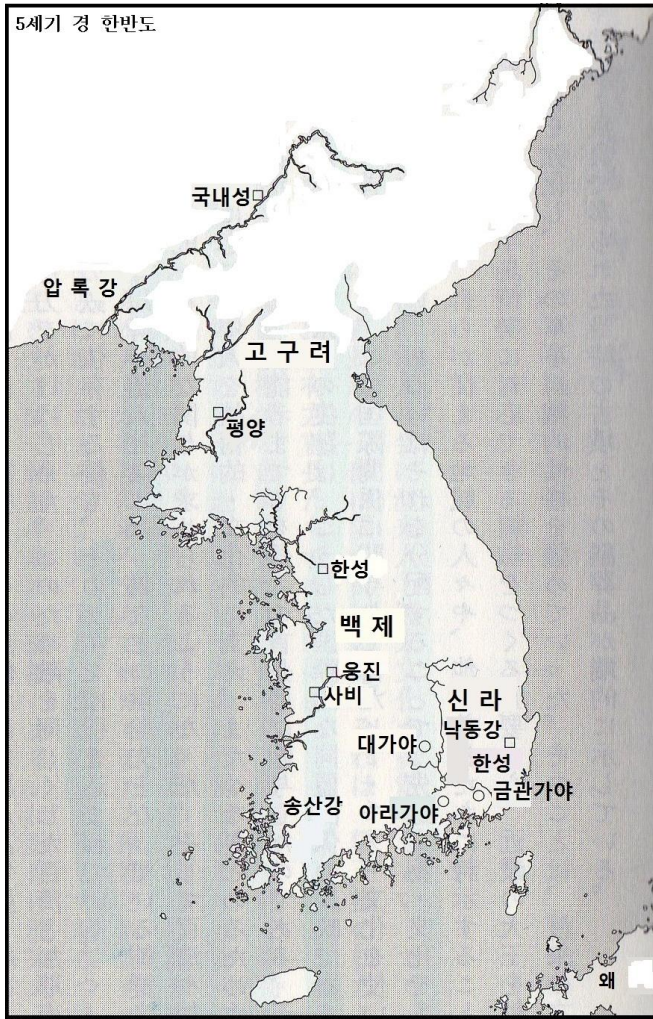 5세기 경 한반도
국내성
압 록 강
고 구 려
평양
한성
백 제
웅진
사비
신 라
낙동강
대가야
한성
금관가야
송산강
아라가야
왜